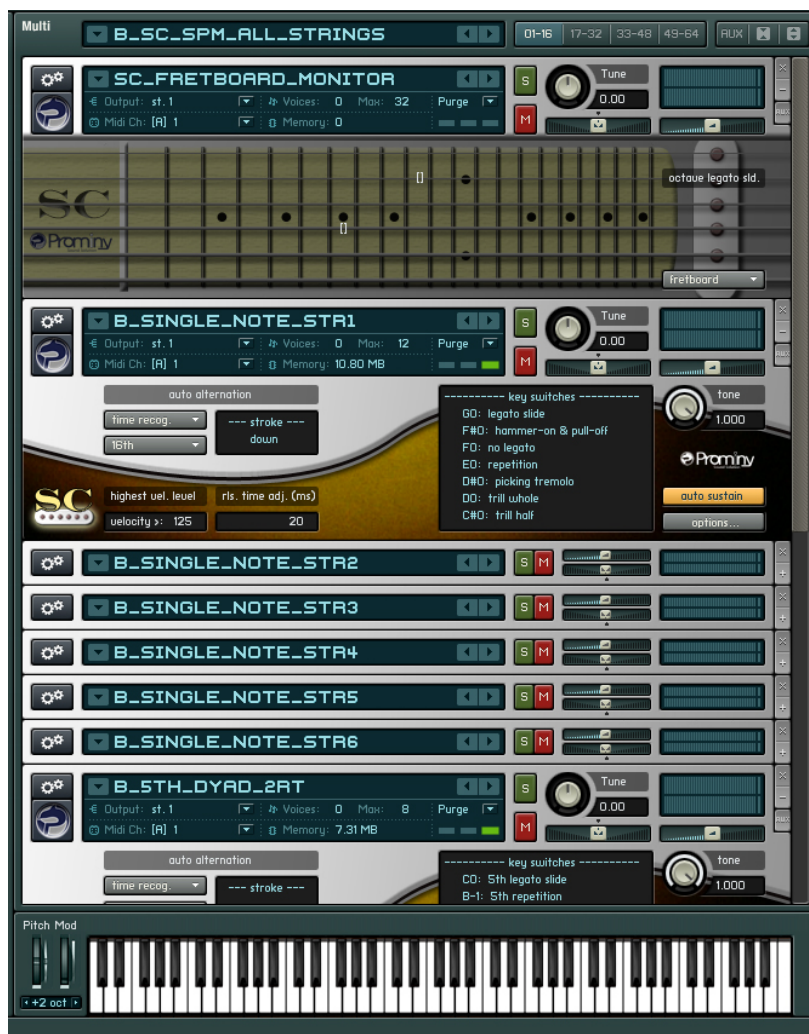 Multi
B_SC_SPM_ALL_STRINGS
01-16 17-32 33-48 49-64 AUX
SC_FRETBOARD_MONITOR
S Tune
Output: st. 1 Voices: 0 Max: 32 Purge
0.00
Midi Ch: [A] 1 Memory: 0
M AUX
[]
octave legato sld.
SC
[]
Prominy
Fretboard
B_SINGLE_NOTE_STR1
S Tune
Output: st. 1 Voices: 0 Max: 12 Purge
0.00
Midi Ch: [A] 1 Memory: 10.80 MB
M AUX
auto alternation
---------- key switches ----------
tone
time recog.
--- stroke ---
G0: legato slide
1.000
16th
down
F#0: hammer-on & pull-off
F0: no legato
E0: repetition
Prominy
D#0: picking tremolo
SC
highest vel. level rls. time adj. (ms)
D0: trill whole
auto sustain
velocity >: 125 20
C#0: trill half
options...
B_SINGLE_NOTE_STR2 S M
B_SINGLE_NOTE_STR3 S M
B_SINGLE_NOTE_STR4 S M
B_SINGLE_NOTE_STR5 S M
B_SINGLE_NOTE_STR6 S M
B_5TH_DYAD_2RT
S Tune
Output: st. 1 Voices: 0 Max: 8 Purge
0.00
Midi Ch: [A] 1 Memory: 7.31 MB
M AUX
auto alternation
---------- key switches ----------
tone
time recog.
--- stroke ---
C0: 5th legato slide
1.000
B-1: 5th repetition
Pitch Mod
+2 oct